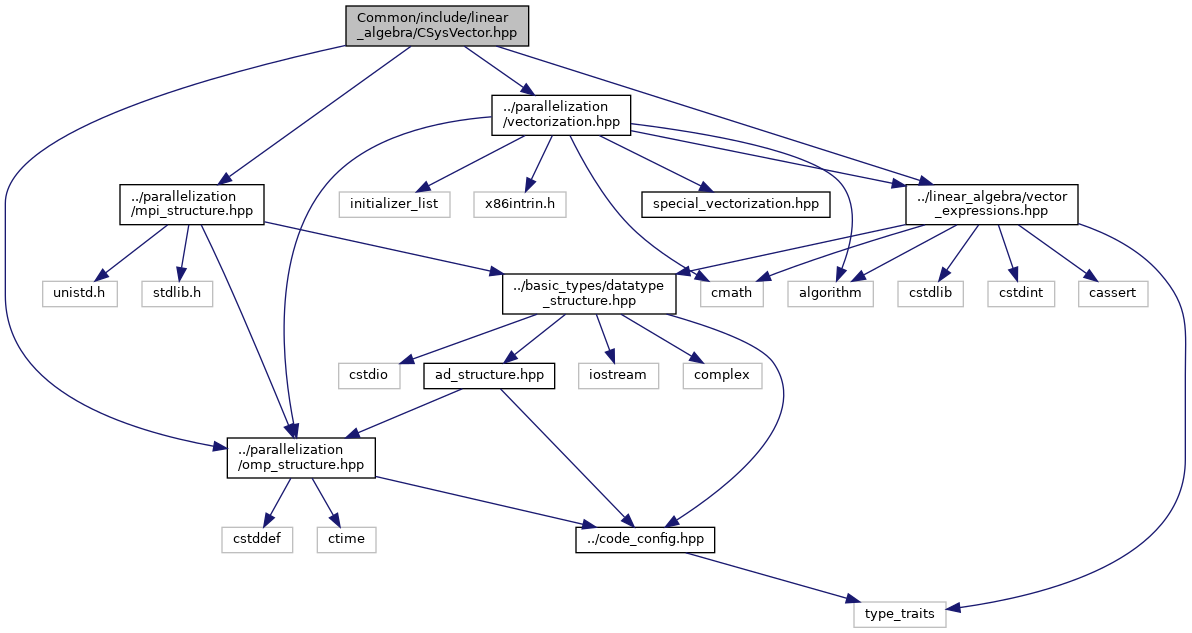 Common/include/linear
_algebra/CSysVector.hpp
../parallelization
/vectorization.hpp
../parallelization
/mpi_structure.hpp
initializer_list
x86intrin.h
special_vectorization.hpp
../linear_algebra/vector
_expressions.hpp
unistd.h
stdlib.h
../basic_types/datatype
_structure.hpp
cmath
algorithm
cstdlib
cstdint
cassert
cstdio
ad_structure.hpp
iostream
complex
../parallelization
/omp_structure.hpp
cstddef
ctime
../code_config.hpp
type_traits